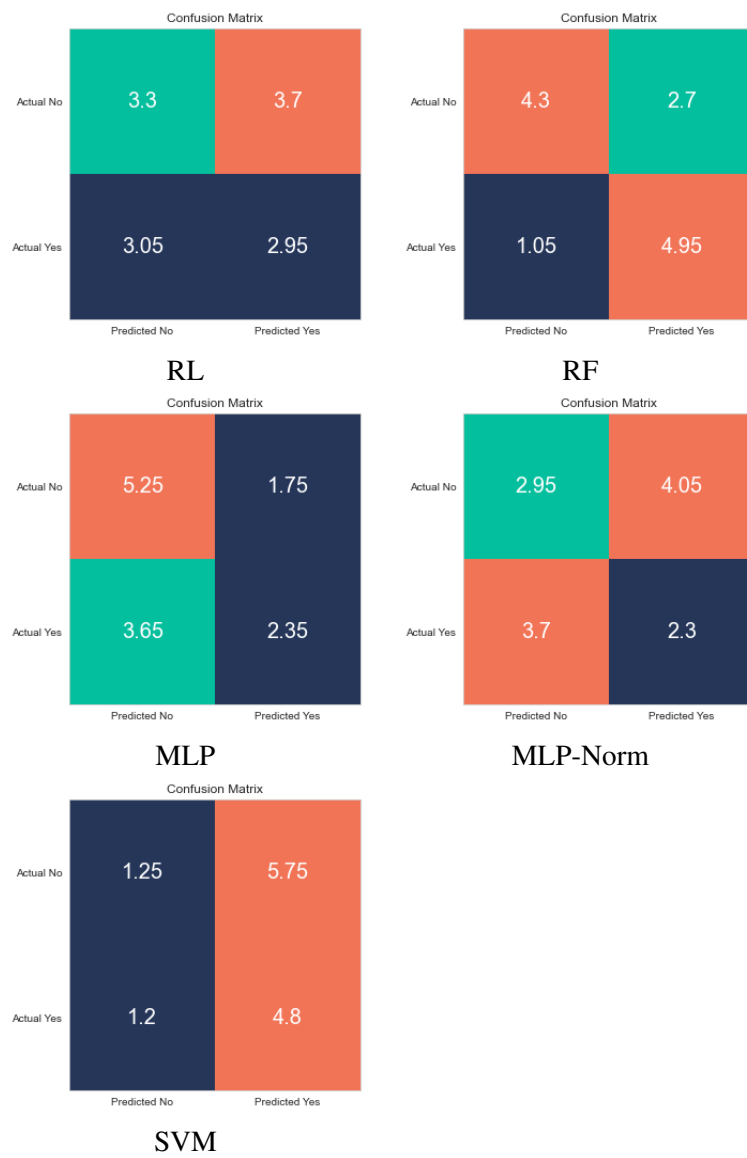 Confusion Matrix
Actual No
3.3
3.7
Actual Yes
3.05
2.95
Predicted No
Predicted Yes
RL
Confusion Matrix
Actual No
4.3
2.7
Actual Yes
1.05
4.95
Predicted No
Predicted Yes
RF
Confusion Matrix
Actual No
5.25
1.75
Actual Yes
3.65
2.35
Predicted No
Predicted Yes
MLP
Confusion Matrix
Actual No
2.95
4.05
Actual Yes
3.7
2.3
Predicted No
Predicted Yes
MLP-Norm
Confusion Matrix
Actual No
1.25
5.75
Actual Yes
1.2
4.8
Predicted No
Predicted Yes
SVM